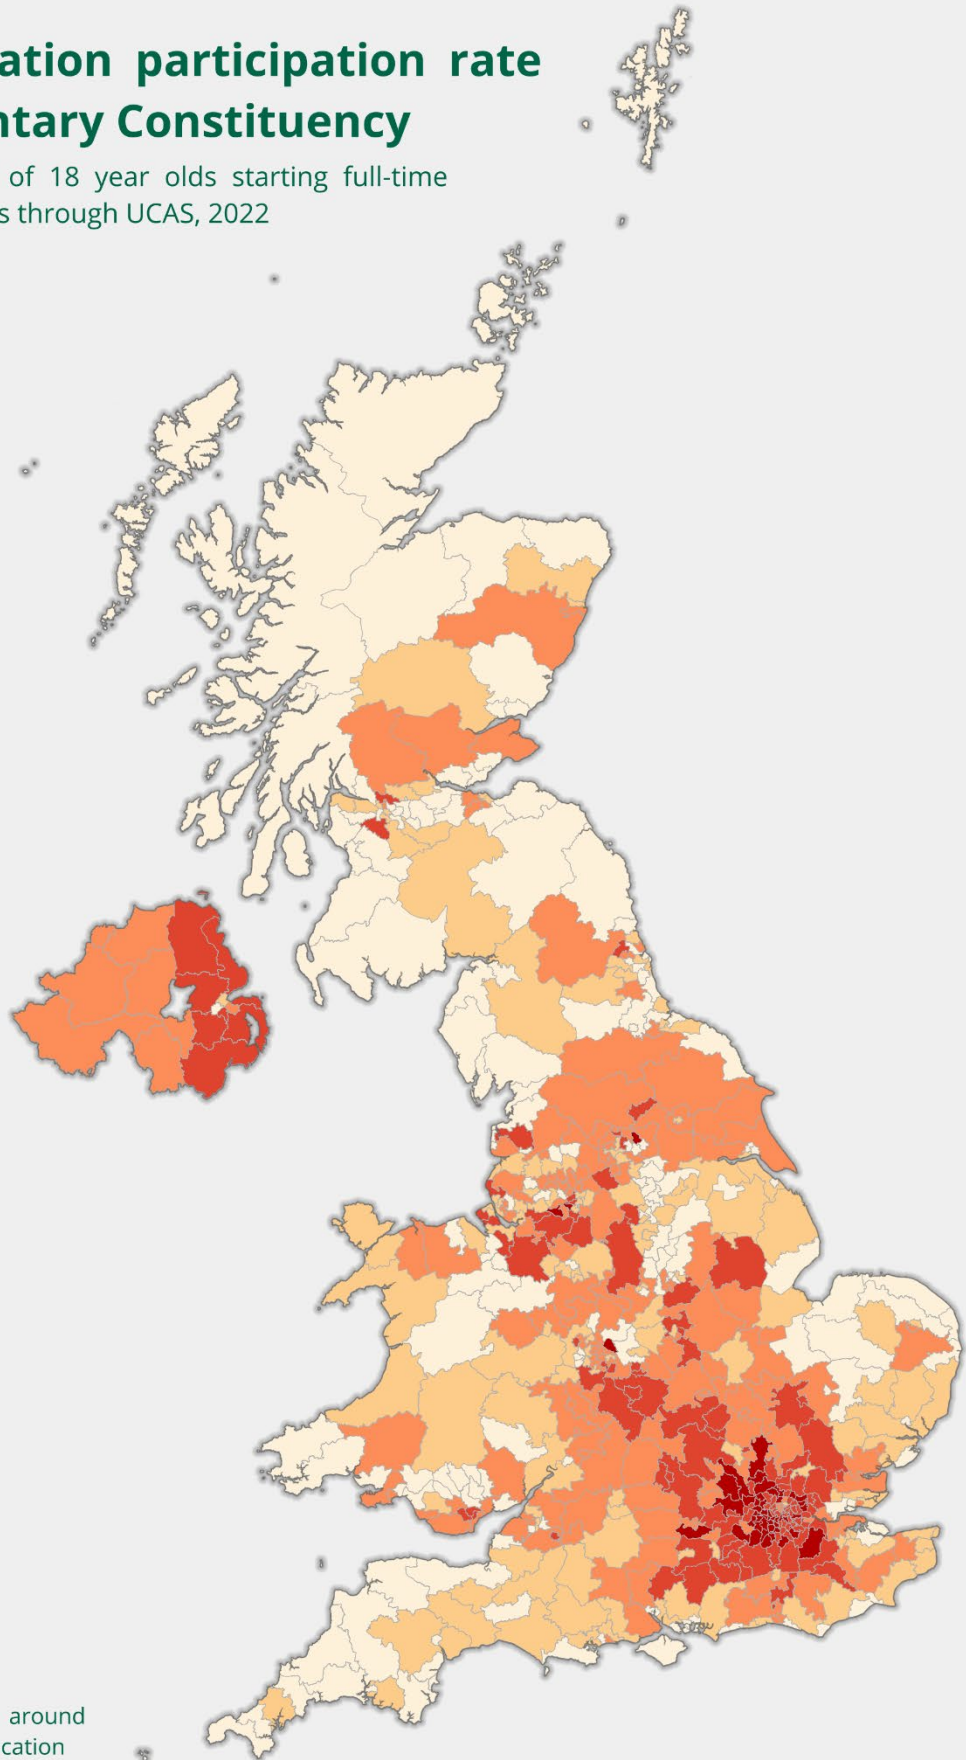 ation participation rate
ntary Constituency
of 18 year olds starting full-time
s through UCAS, 2022
around
cation